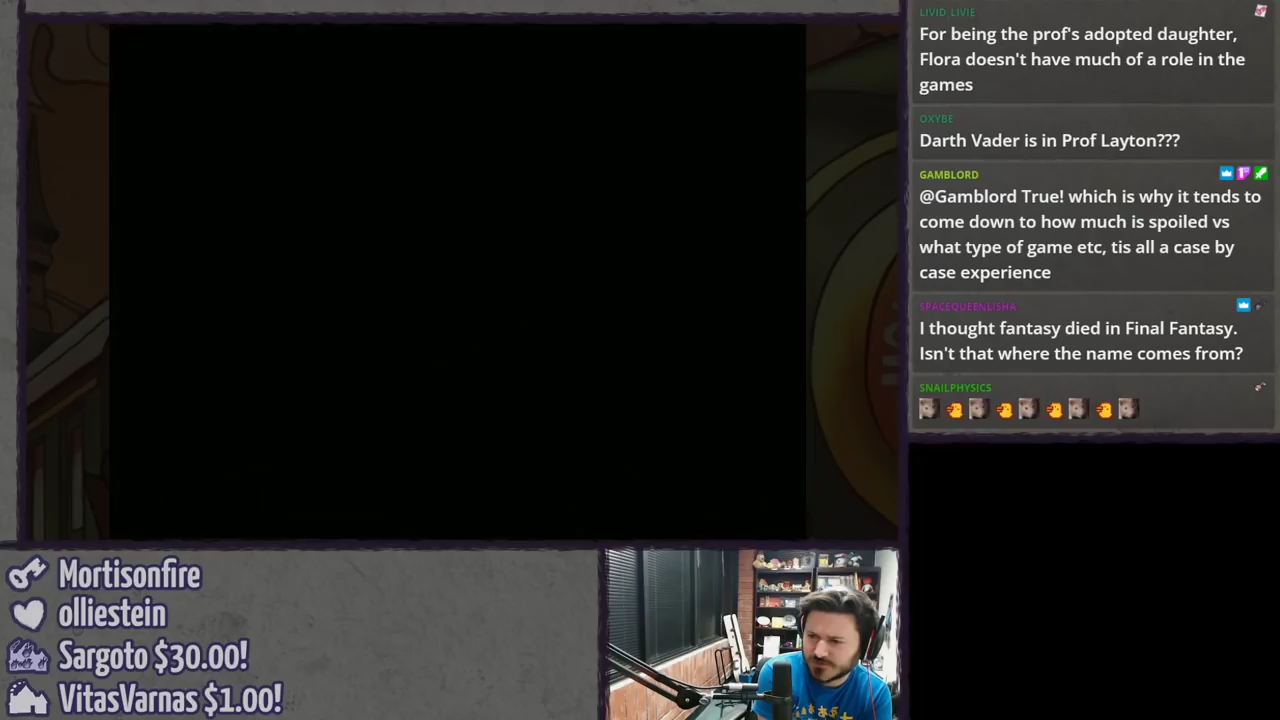 LIVID LIVIE
For being the prof's adopted daughter,
Flora doesn't have much of a role in the
games
OXYBE
Darth Vader is in Prof Layton???
GAMBLORD
@Gamblord True! which is why it tends to
come down to how much is spoiled vs
what type of game etc, tis all a case by
case experience
SPACEQUEENLISHA
I thought fantasy died in Final Fantasy.
Isn't that where the name comes from?
SNAILPHYSICS
Mortisonfire
olliestein
Sargoto $30.00!
VitasVarnas $1.00!